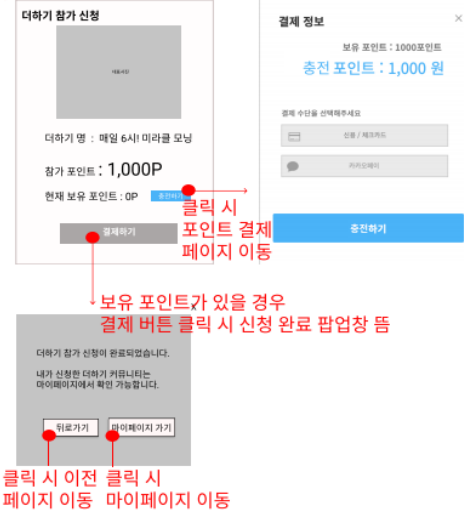 더하기 참가 신청
대표사진
더하기 명 : 매일 6시! 미라클 모닝
참가 포인트 : 1,000P
현재 보유 포인트 : 0P
충전하기
결제하기
결제 정보
×
보유 포인트 : 1000포인트
충전 포인트 : 1,000 원
결제 수단을 선택해주세요
신용 / 체크카드
카카오페이
충전하기
클릭 시
포인트 결제
페이지 이동
보유 포인트가 있을 경우
결제 버튼 클릭 시 신청 완료 팝업창 뜸
더하기 참가 신청이 완료되었습니다.
내가 신청한 더하기 커뮤니티는
마이페이지에서 확인 가능합니다.
뒤로가기
마이페이지 가기
클릭 시 이전
페이지 이동
클릭 시
마이페이지 이동